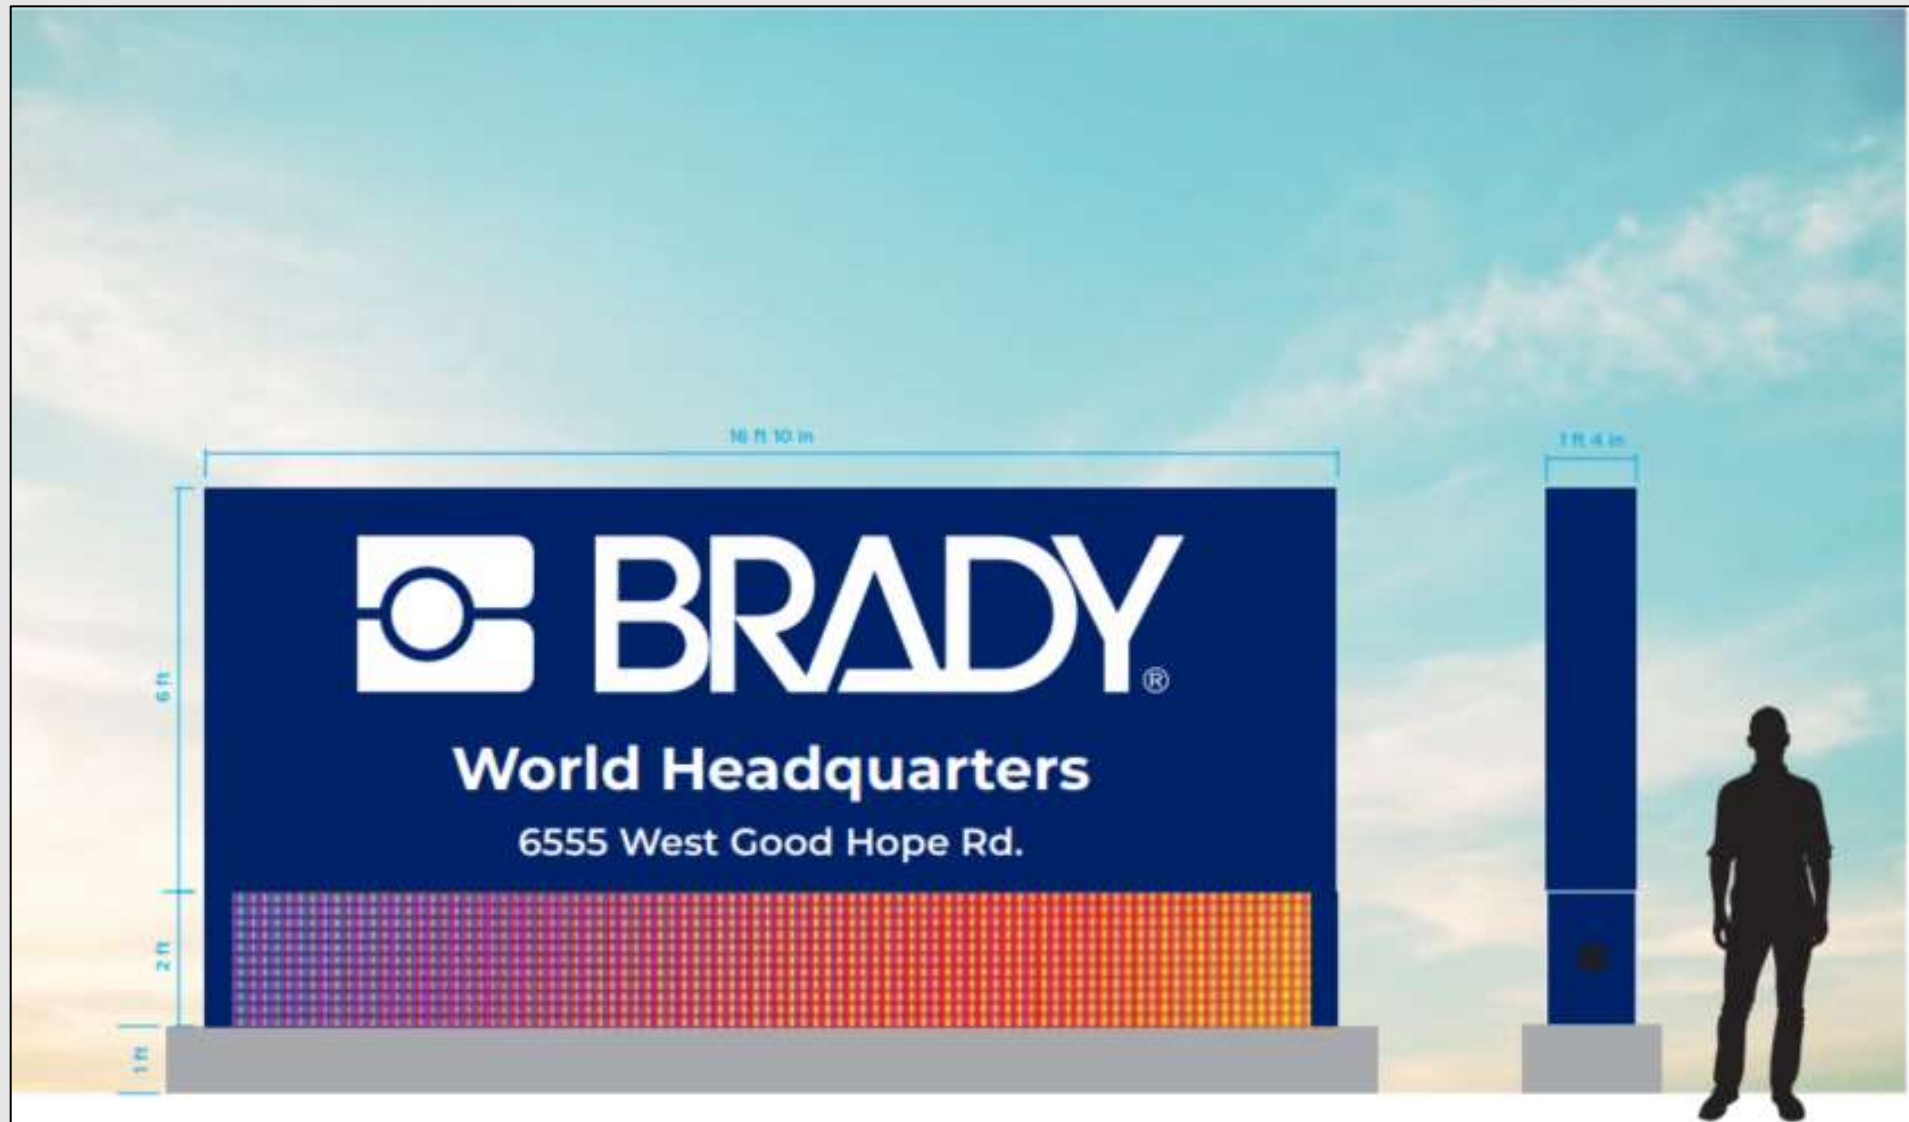 16 ft 10 in
1 ft 4 in
BRADY®
6 ft
World Headquarters
6555 West Good Hope Rd.
2 ft
1 ft